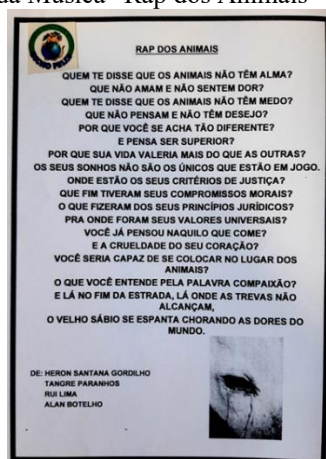 da Música "Rap dos Animais"
RAP DOS ANIMAIS
QUEM TE DISSE QUE OS ANIMAIS NÃO TÊM ALMA?
QUE NÃO AMAM E NÃO SENTEM DOR?
QUEM TE DISSE QUE OS ANIMAIS NÃO TÊM MEDO?
QUE NÃO PENSAM E NÃO TÊM DESEJO?
POR QUE VOCÊ SE ACHA TÃO DIFERENTE?
E PENSA SER SUPERIOR?
POR QUE SUA VIDA VALERIA MAIS DO QUE AS OUTRAS?
OS SEUS SONHOS NÃO SÃO OS ÚNICOS QUE ESTÃO EM JOGO.
ONDE ESTÃO OS SEUS CRITÉRIOS DE JUSTIÇA?
QUE FIM TIVERAM SEUS COMPROMISSOS MORAIS?
O QUE FIZERAM DOS SEUS PRINCÍPIOS JURÍDICOS?
PRA ONDE FORAM SEUS VALORES UNIVERSAIS?
VOCÊ JÁ PENSOU NAQUILO QUE COME?
E A CRUELDADE DO SEU CORAÇÃO?
VOCÊ SERIA CAPAZ DE SE COLOCAR NO LUGAR DOS
ANIMAIS?
O QUE VOCÊ ENTENDE PELA PALAVRA COMPAIXÃO?
E LÁ NO FIM DA ESTRADA, LÁ ONDE AS TREVAS NÃO
ALCANÇAM,
O VELHO SÁBIO SE ESPANTA CHORANDO AS DORES DO
MUNDO.
DE: HERON SANTANA GORDILHO
TANGRE PARANHOS
RUI LIMA
ALAN BOTELHO